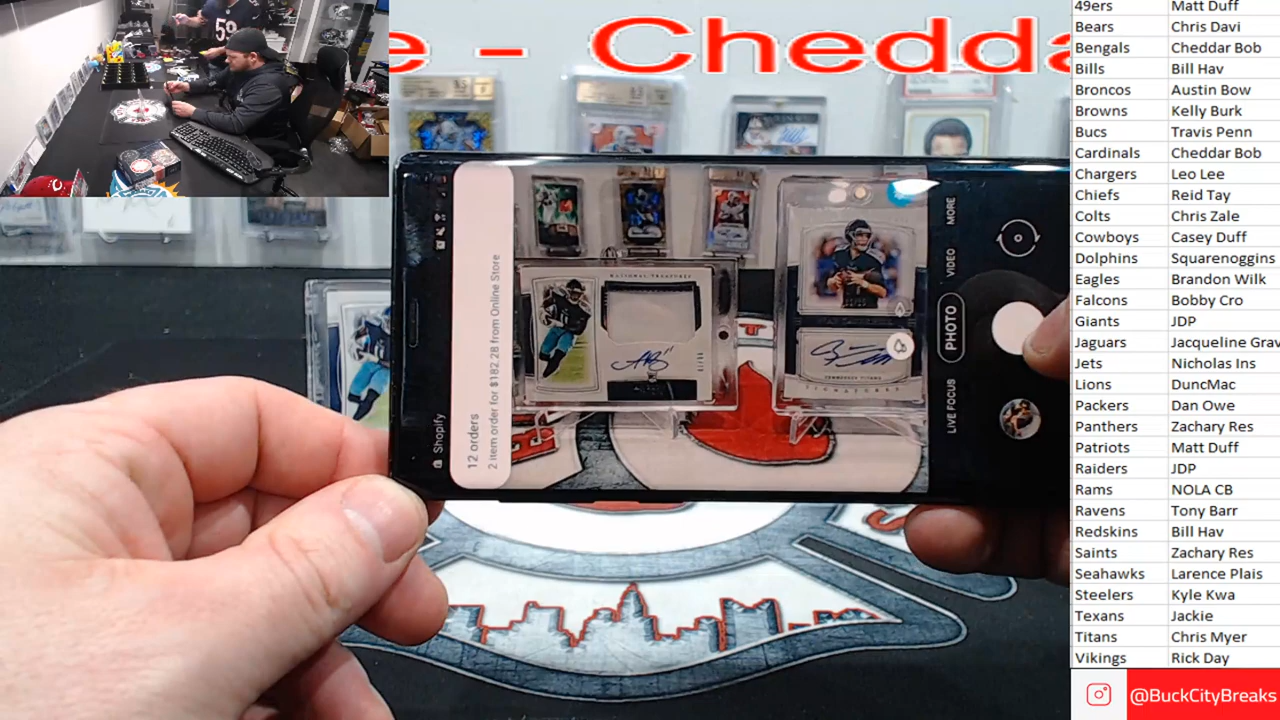 e - Chedda
49ers Matt Duff
Bears Chris Davi
Bengals Cheddar Bob
Bills Bill Hav
Broncos Austin Bow
Browns Kelly Burk
Bucs Travis Penn
Cardinals Cheddar Bob
Chargers Leo Lee
Chiefs Reid Tay
Colts Chris Zale
Cowboys Casey Duff
Dolphins Squarenoggins
Eagles Brandon Wilk
Falcons Bobby Cro
Giants JDP
Jaguars Jacqueline Grav
Jets Nicholas Ins
Lions DuncMac
Packers Dan Owe
Panthers Zachary Res
Patriots Matt Duff
Raiders JDP
Rams NOLA CB
Ravens Tony Barr
Redskins Bill Hav
Saints Zachary Res
Seahawks Larence Plais
Steelers Kyle Kwa
Texans Jackie
Titans Chris Myer
Vikings Rick Day
@BuckCityBreaks
58
Shopify
12 orders
2 item order for $182.28 from Online Store
NATIONAL TREASURES
TENNESSEE TITANS
SIGNATURES
MORE
VIDEO
PHOTO
LIVE FOCUS